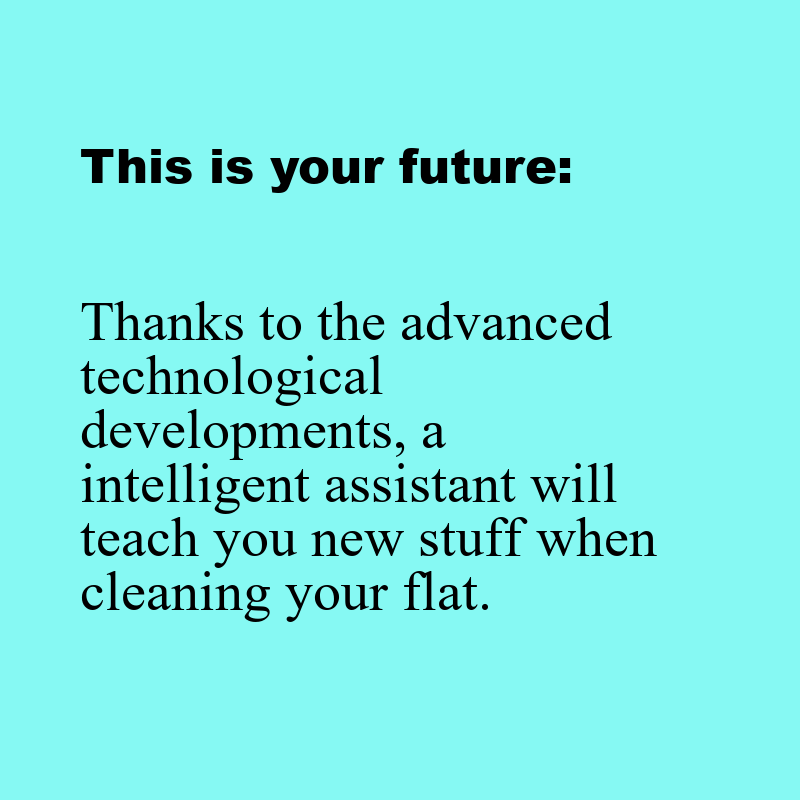 This is your future:
Thanks to the advanced
technological
developments, a
intelligent assistant will
teach you new stuff when
cleaning your flat.